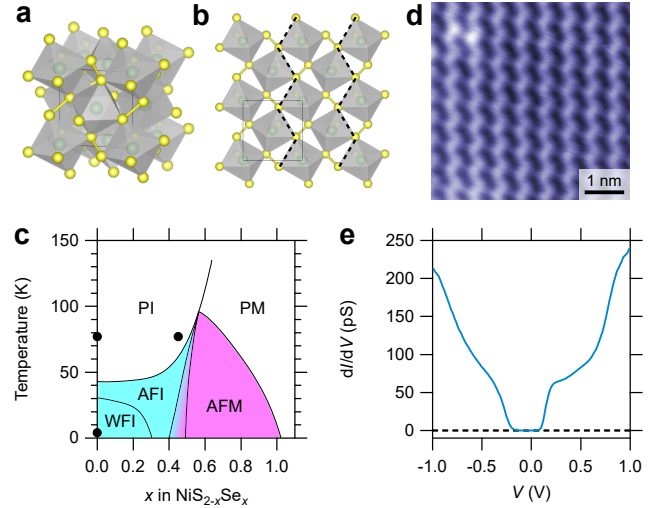 a
b
d
1 nm
c
150
100
50
0
Temperature (K)
PI
PM
AFI
WFI
AFM
0.0
0.2
0.4
0.6
0.8
1.0
x in NiS2-xSex
e
250
200
150
100
50
0
dI/dV (pS)
-1.0
-0.5
0.0
0.5
1.0
V (V)